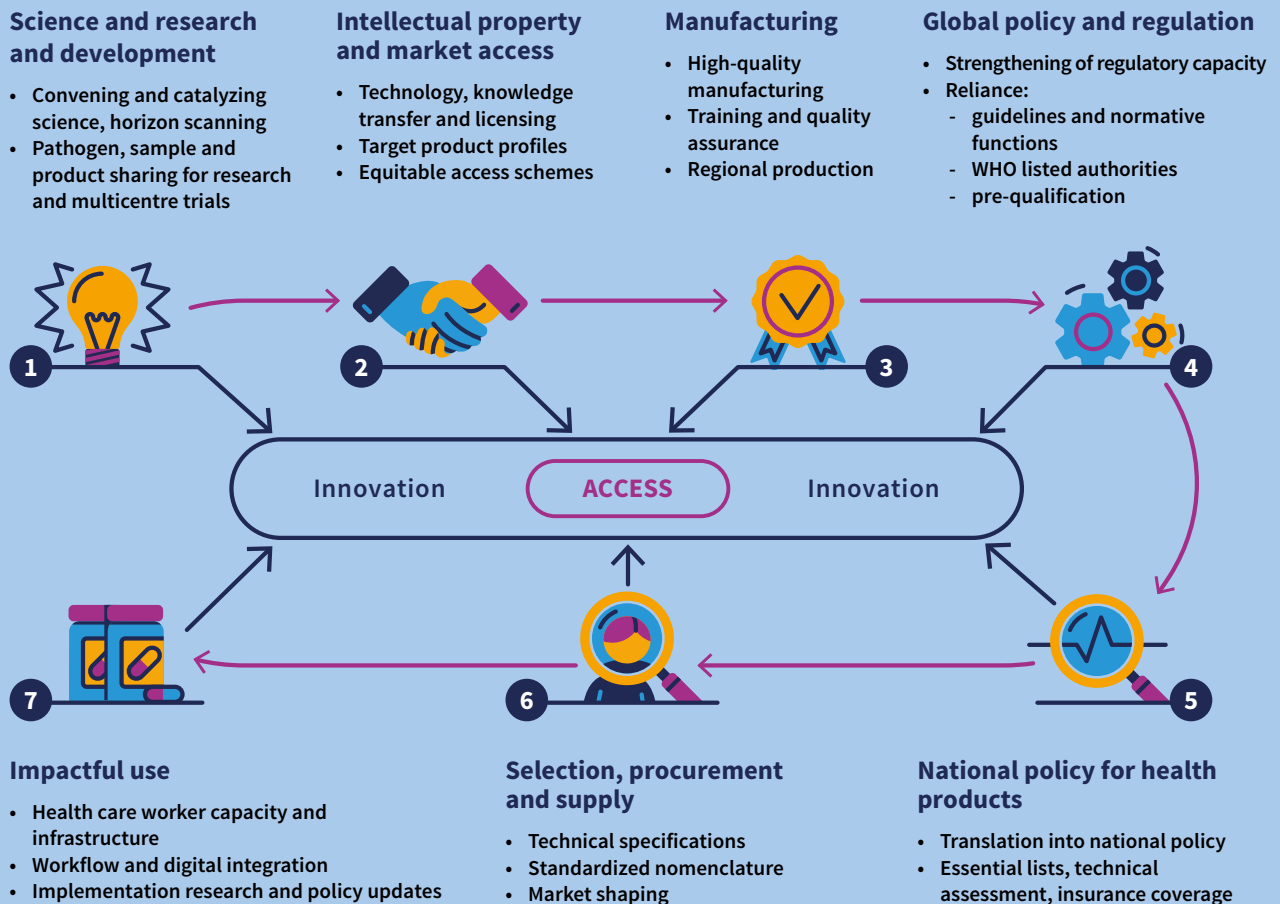 Science and research
and development
• Convening and catalyzing
science, horizon scanning
• Pathogen, sample and
product sharing for research
and multicentre trials
Intellectual property
and market access
• Technology, knowledge
transfer and licensing
• Target product profiles
• Equitable access schemes
Manufacturing
• High-quality
manufacturing
• Training and quality
assurance
• Regional production
Global policy and regulation
• Strengthening of regulatory capacity
• Reliance:
- guidelines and normative
functions
- WHO listed authorities
- pre-qualification
1
2
3
4
Innovation
ACCESS
Innovation
7
6
5
Impactful use
• Health care worker capacity and
infrastructure
• Workflow and digital integration
• Implementation research and policy updates
Selection, procurement
and supply
• Technical specifications
• Standardized nomenclature
• Market shaping
National policy for health
products
• Translation into national policy
• Essential lists, technical
assessment, insurance coverage